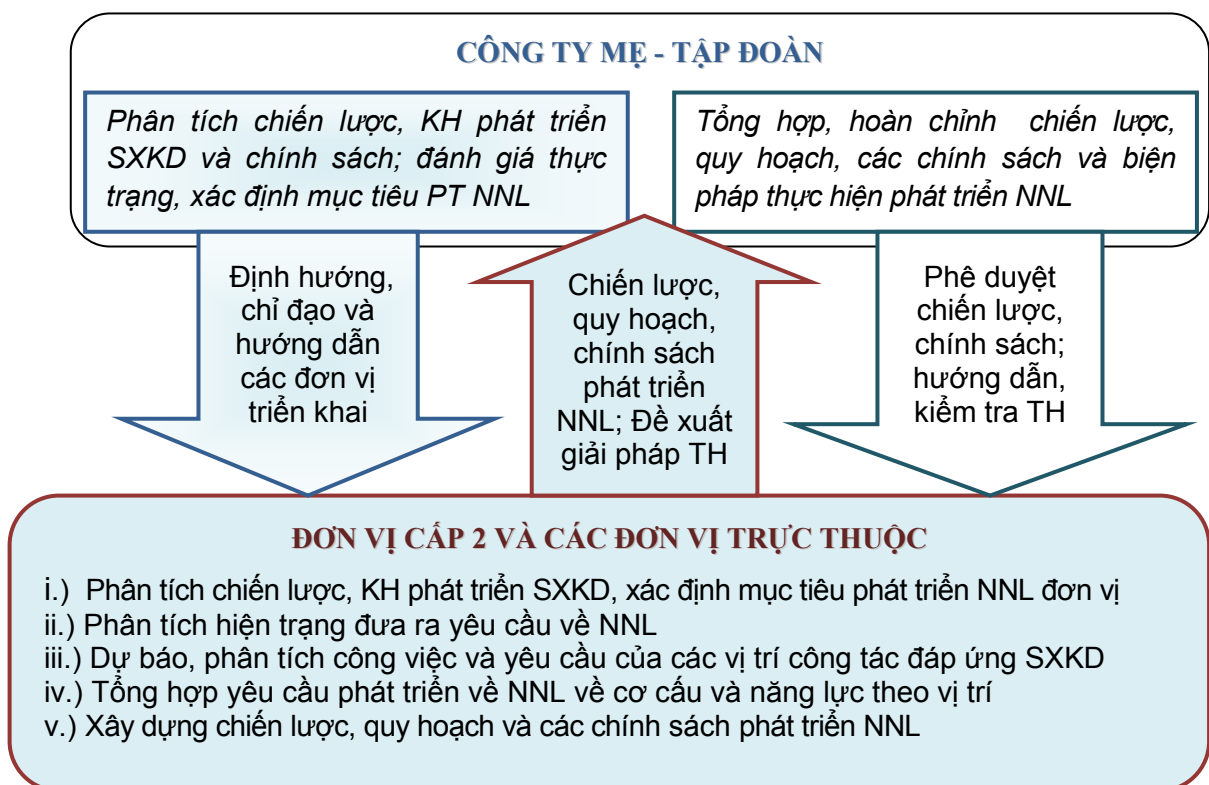 CÔNG TY MẸ - TẬP ĐOÀN
Phân tích chiến lược, KH phát triển
SXKD và chính sách; đánh giá thực
trạng, xác định mục tiêu PT NNL
Tổng hợp, hoàn chỉnh chiến lược,
quy hoạch, các chính sách và biện
pháp thực hiện phát triển NNL
Định hướng,
chỉ đạo và
hướng dẫn
các đơn vị
triển khai
Chiến lược,
quy hoạch,
chính sách
phát triển
NNL; Đề xuất
giải pháp TH
Phê duyệt
chiến lược,
chính sách;
hướng dẫn,
kiểm tra TH
ĐƠN VỊ CẤP 2 VÀ CÁC ĐƠN VỊ TRỰC THUỘC
i.) Phân tích chiến lược, KH phát triển SXKD, xác định mục tiêu phát triển NNL đơn vị
ii.) Phân tích hiện trạng đưa ra yêu cầu về NNL
iii.) Dự báo, phân tích công việc và yêu cầu của các vị trí công tác đáp ứng SXKD
iv.) Tổng hợp yêu cầu phát triển về NNL về cơ cấu và năng lực theo vị trí
v.) Xây dựng chiến lược, quy hoạch và các chính sách phát triển NNL